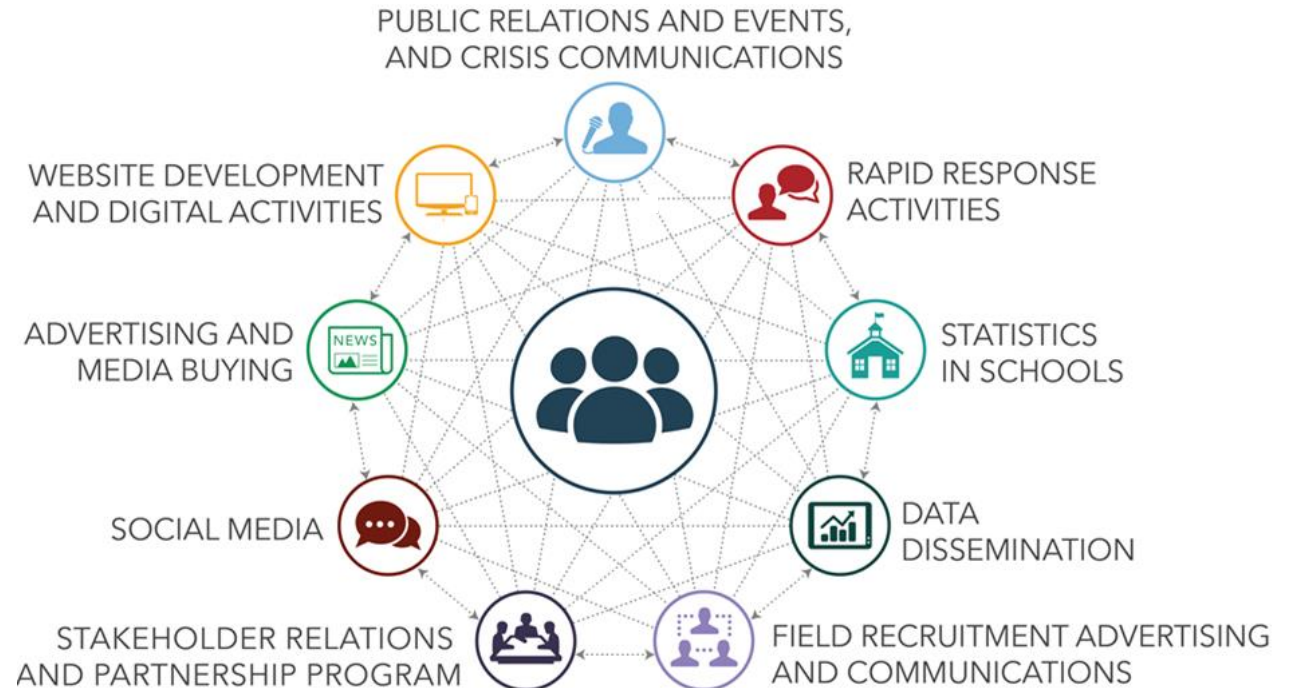 PUBLIC RELATIONS AND EVENTS,
AND CRISIS COMMUNICATIONS
WEBSITE DEVELOPMENT
AND DIGITAL ACTIVITIES
RAPID RESPONSE
ACTIVITIES
ADVERTISING AND
MEDIA BUYING
NEWS
STATISTICS
IN SCHOOLS
SOCIAL MEDIA
DATA
DISSEMINATION
STAKEHOLDER RELATIONS
AND PARTNERSHIP PROGRAM
FIELD RECRUITMENT ADVERTISING
AND COMMUNICATIONS